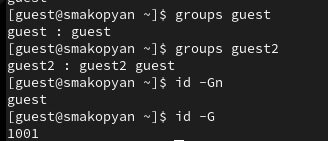 guest
[guest@smakopyan ~]$ groups guest
guest : guest
[guest@smakopyan ~]$ groups guest2
guest2 : guest2 guest
[guest@smakopyan ~]$ id -Gn
guest
[guest@smakopyan ~]$ id -G
1001